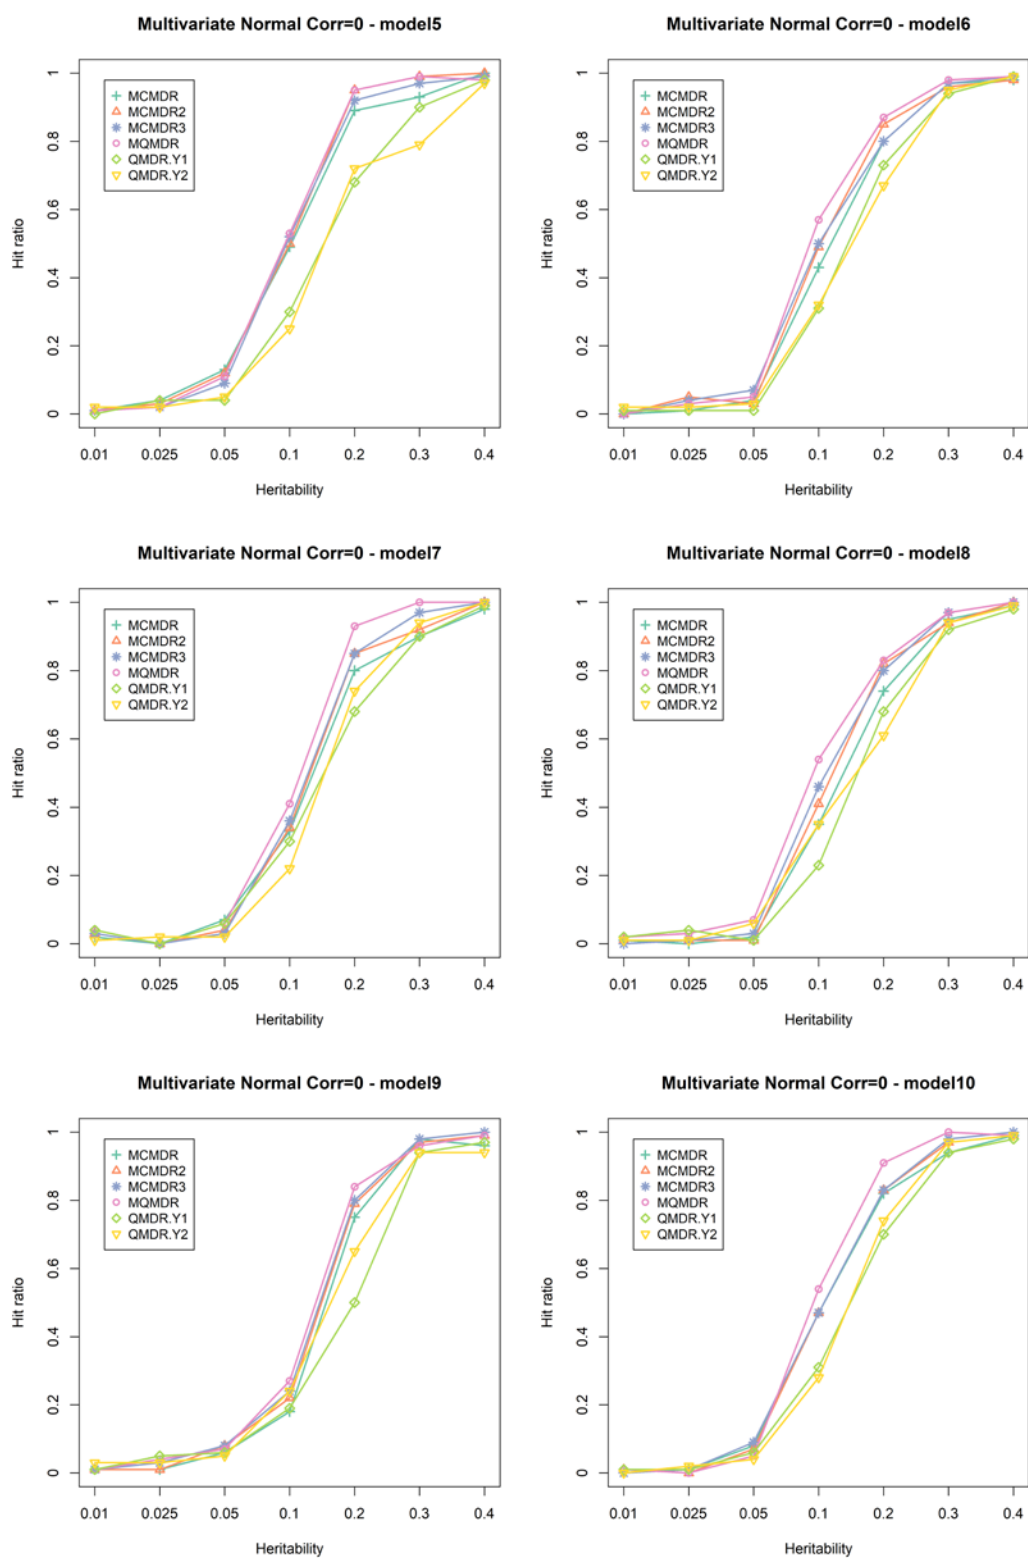 Multivariate Normal Corr=0 - model5
Hit ratio
1
0.8
0.6
0.4
0.2
0
MCMDR
MCMDR2
MCMDR3
MQMDR
QMDR.Y1
QMDR.Y2
0.01 0.025 0.05 0.1 0.2 0.3 0.4
Heritability
Multivariate Normal Corr=0 - model6
Hit ratio
1
0.8
0.6
0.4
0.2
0
MCMDR
MCMDR2
MCMDR3
MQMDR
QMDR.Y1
QMDR.Y2
0.01 0.025 0.05 0.1 0.2 0.3 0.4
Heritability
Multivariate Normal Corr=0 - model7
Hit ratio
1
0.8
0.6
0.4
0.2
0
MCMDR
MCMDR2
MCMDR3
MQMDR
QMDR.Y1
QMDR.Y2
0.01 0.025 0.05 0.1 0.2 0.3 0.4
Heritability
Multivariate Normal Corr=0 - model8
Hit ratio
1
0.8
0.6
0.4
0.2
0
MCMDR
MCMDR2
MCMDR3
MQMDR
QMDR.Y1
QMDR.Y2
0.01 0.025 0.05 0.1 0.2 0.3 0.4
Heritability
Multivariate Normal Corr=0 - model9
Hit ratio
1
0.8
0.6
0.4
0.2
0
MCMDR
MCMDR2
MCMDR3
MQMDR
QMDR.Y1
QMDR.Y2
0.01 0.025 0.05 0.1 0.2 0.3 0.4
Heritability
Multivariate Normal Corr=0 - model10
Hit ratio
1
0.8
0.6
0.4
0.2
0
MCMDR
MCMDR2
MCMDR3
MQMDR
QMDR.Y1
QMDR.Y2
0.01 0.025 0.05 0.1 0.2 0.3 0.4
Heritability